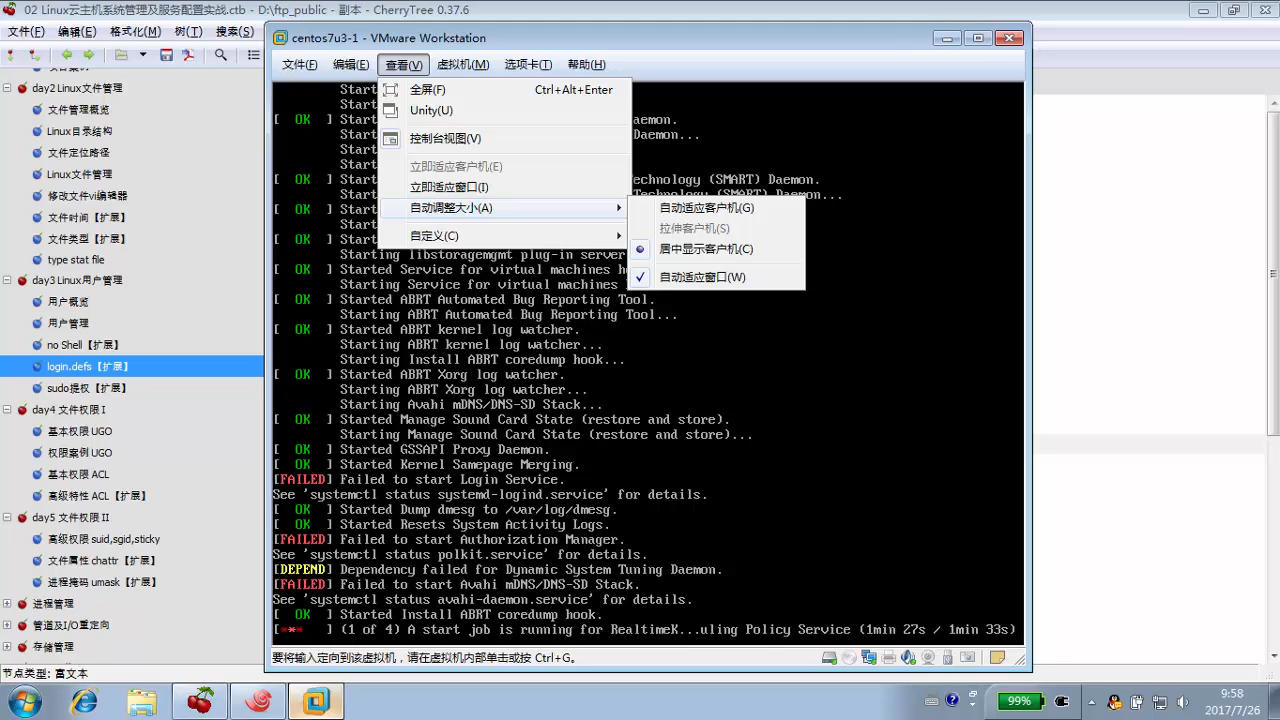 02 Linux云主机系统管理及服务配置实战.ctb - D:\ftp_public - 副本 - CherryTree 0.37.6
文件(F) 编辑(E) 格式化(M) 树(T) 搜索(S)
day2 Linux文件管理
文件管理概览
Linux目录结构
文件定位路径
Linux文件管理
修改文件vi编辑器
文件时间【扩展】
文件类型【扩展】
type stat file
day3 Linux用户管理
用户概览
用户管理
no Shell【扩展】
login.defs【扩展】
sudo提权【扩展】
day4 文件权限 I
基本权限 UGO
权限案例 UGO
基本权限 ACL
高级特性 ACL【扩展】
day5 文件权限 II
高级权限 suid,sgid,sticky
文件属性 chattr【扩展】
进程掩码 umask【扩展】
进程管理
管道及I/O重定向
存储管理
节点类型: 富文本
centos7u3-1 - VMware Workstation
文件(F) 编辑(E) 查看(V) 虚拟机(M) 选项卡(T) 帮助(H)
全屏(F) Ctrl+Alt+Enter
Unity(U)
控制台视图(V)
立即适应客户机(E)
立即适应窗口(I)
自动调整大小(A)
自定义(C)
自动适应客户机(G)
拉伸客户机(S)
居中显示客户机(C)
自动适应窗口(W)
Start
Start
[ OK ] Start aemon.
Start Daemon...
Start
Start
[ OK ] Start echnology (SMART) Daemon.
Start Technology (SMART) Daemon...
[ OK ] Start
Start
[ OK ] Start
Starting libstoragemgmt plug-in server
[ OK ] Started Service for virtual machines h
Starting Service for virtual machines
[ OK ] Started ABRT Automated Bug Reporting Tool.
Starting ABRT Automated Bug Reporting Tool...
[ OK ] Started ABRT kernel log watcher.
Starting ABRT kernel log watcher...
Starting Install ABRT coredump hook...
[ OK ] Started ABRT Xorg log watcher.
Starting ABRT Xorg log watcher...
Starting Avahi mDNS/DNS-SD Stack...
[ OK ] Started Manage Sound Card State (restore and store).
Starting Manage Sound Card State (restore and store)...
[ OK ] Started GSSAPI Proxy Daemon.
[ OK ] Started Kernel Samepage Merging.
[FAILED] Failed to start Login Service.
See 'systemctl status systemd-logind.service' for details.
[ OK ] Started Dump dmesg to /var/log/dmesg.
[ OK ] Started Resets System Activity Logs.
[FAILED] Failed to start Authorization Manager.
See 'systemctl status polkit.service' for details.
[DEPEND] Dependency failed for Dynamic System Tuning Daemon.
[FAILED] Failed to start Avahi mDNS/DNS-SD Stack.
See 'systemctl status avahi-daemon.service' for details.
[ OK ] Started Install ABRT coredump hook.
[ *** ] (1 of 4) A start job is running for RealtimeK...uling Policy Service (1min 27s / 1min 33s)
要将输入定向到该虚拟机，请在虚拟机内部单击或按 Ctrl+G。
99%
9:58
2017/7/26